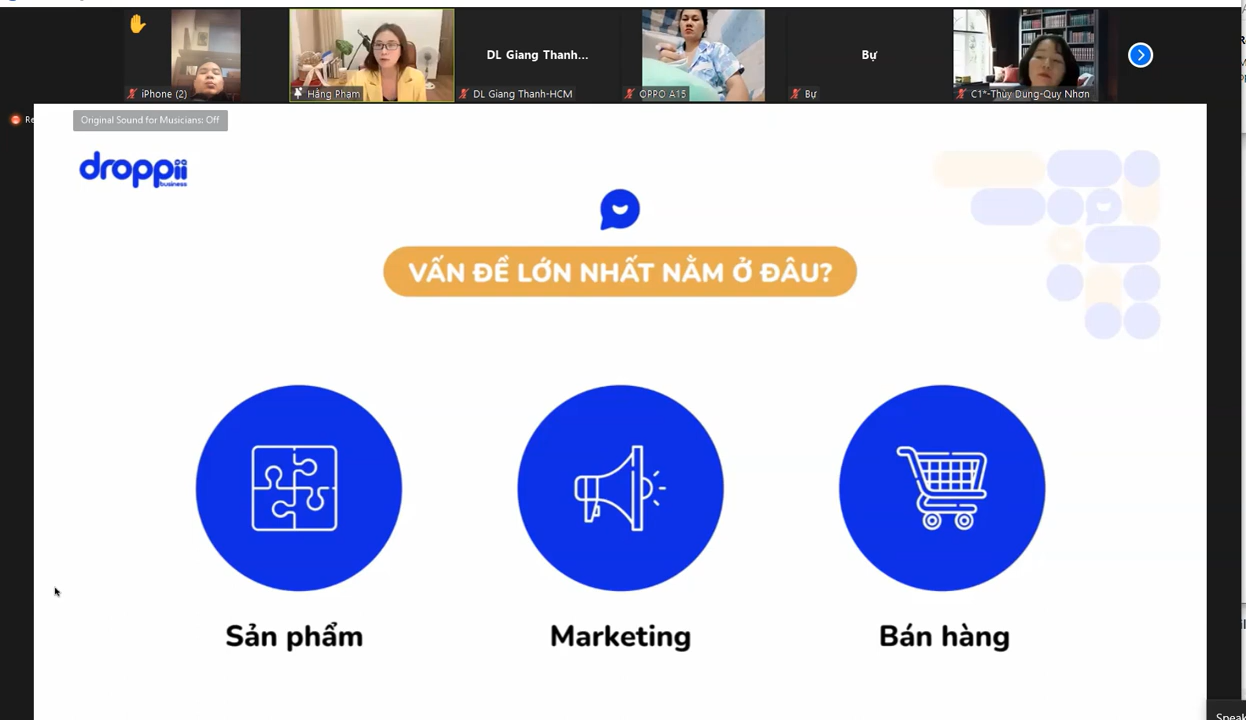 iPhone (2)
Hằng Phạm
DL Giang Thanh...
DL Giang Thanh-HCM
OPPO A15
Bự
Bự
C1*-Thùy Dung-Quy Nhơn
Original Sound for Musicians: Off
droppii
business
VẤN ĐỀ LỚN NHẤT NẰM Ở ĐÂU?
Sản phẩm
Marketing
Bán hàng